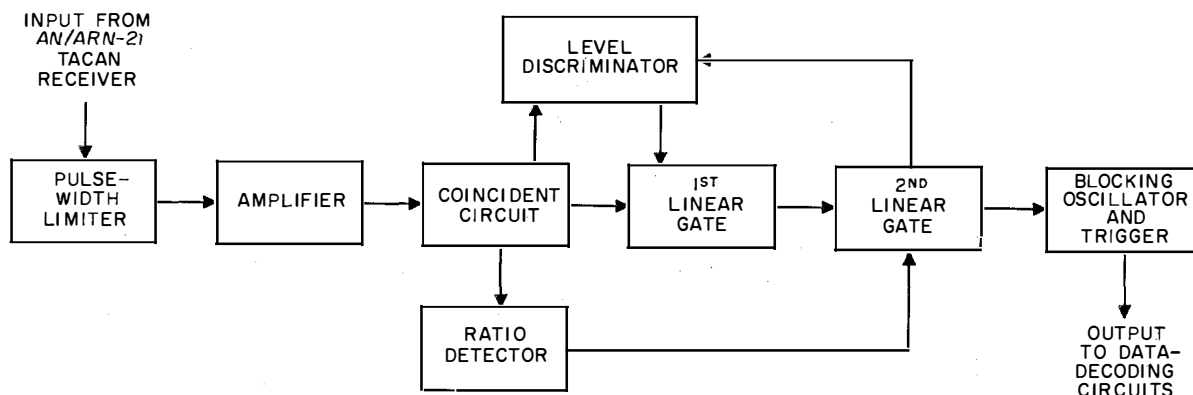 INPUT FROM
AN/ARN-21
TACAN
RECEIVER
LEVEL
DISCRIMINATOR
PULSE-
WIDTH
LIMITER
AMPLIFIER
COINCIDENT
CIRCUIT
1ST
LINEAR
GATE
2ND
LINEAR
GATE
BLOCKING
OSCILLATOR
AND
TRIGGER
RATIO
DETECTOR
OUTPUT
TO DATA-
DECODING
CIRCUITS